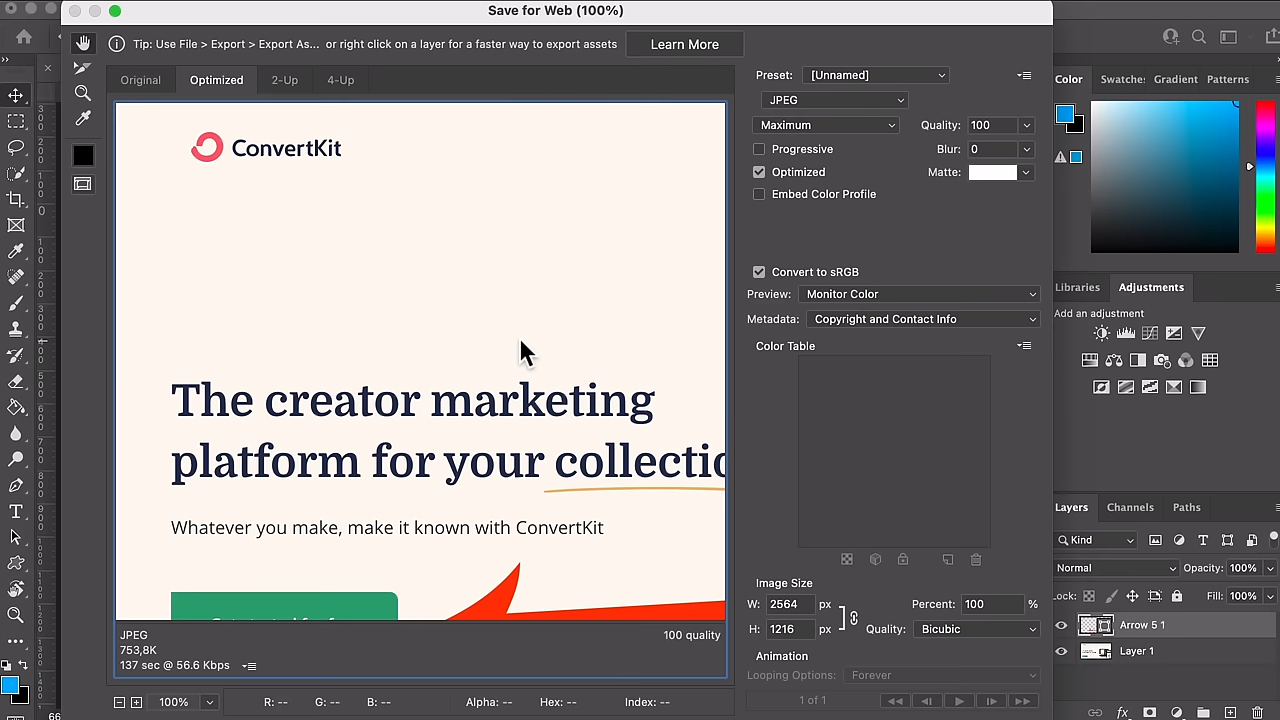 Save for Web (100%)
Tip: Use File > Export > Export As... or right click on a layer for a faster way to export assets
Learn More
Original
Optimized
2-Up
4-Up
ConvertKit
The creator marketing
platform for your collectio
Whatever you make, make it known with ConvertKit
JPEG
753,8K
137 sec @ 56.6 Kbps
100 quality
100%
R: --
G: --
B: --
Alpha: --
Hex: --
Index: --
Preset: [Unnamed]
JPEG
Maximum
Quality: 100
Progressive
Blur: 0
Optimized
Matte:
Embed Color Profile
Convert to sRGB
Preview: Monitor Color
Metadata: Copyright and Contact Info
Color Table
Image Size
W: 2564 px
Percent: 100 %
H: 1216 px
Quality: Bicubic
Animation
Looping Options: Forever
1 of 1
Color
Swatche:
Gradient
Patterns
Libraries
Adjustments
Add an adjustment
Layers
Channels
Paths
Kind
Normal
Opacity: 100%
Lock:
Fill: 100%
Arrow 5 1
Layer 1
fx